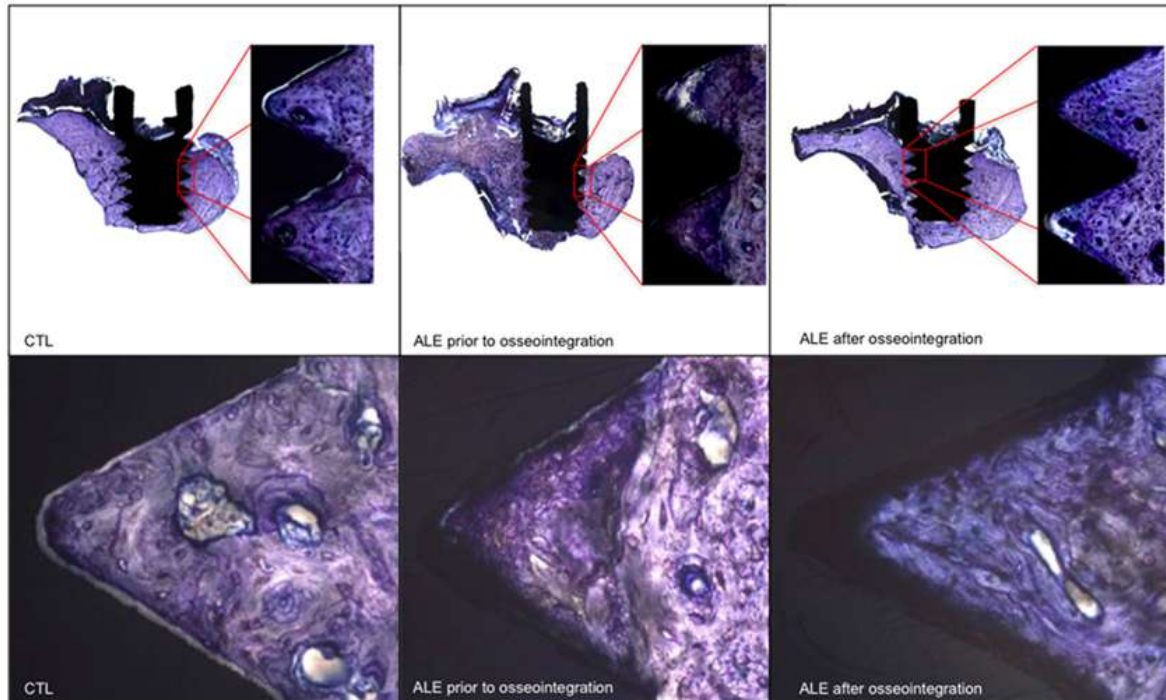 CTL
ALE prior to osseointegration
ALE after osseointegration
CTL
ALE prior to osseointegration
ALE after osseointegration